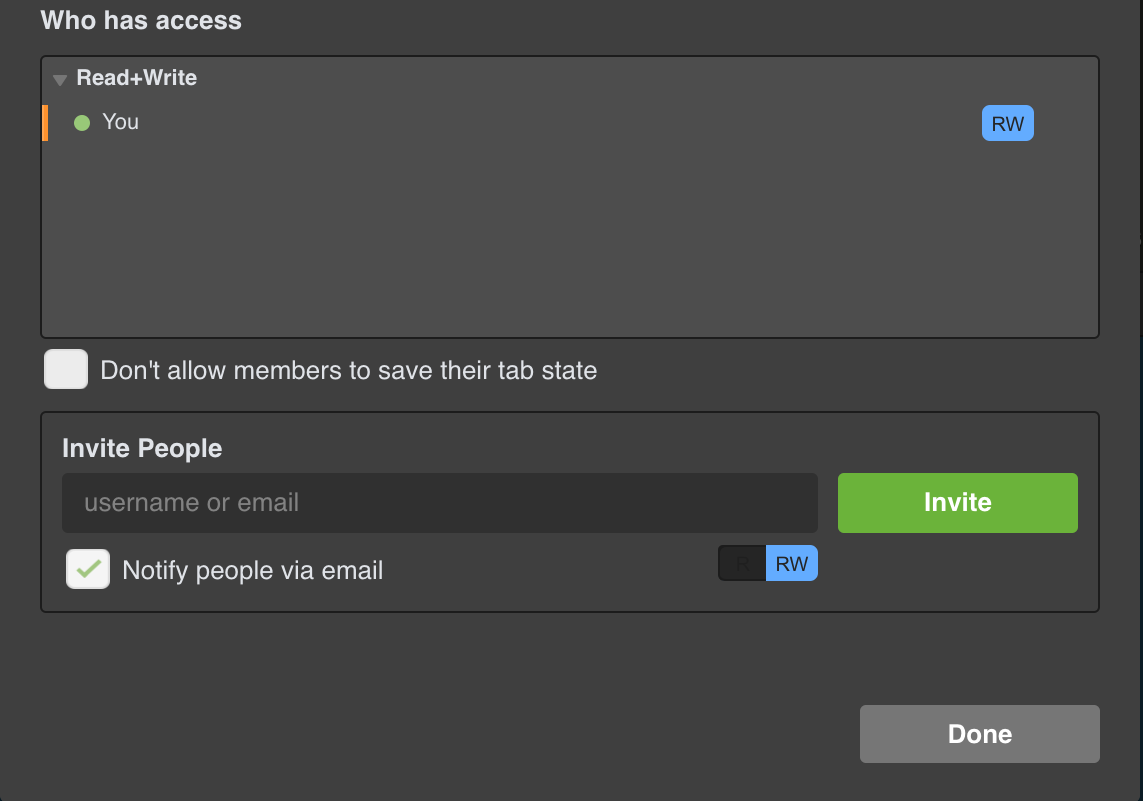 Who has access
Read+Write
You RW
Don't allow members to save their tab state
Invite People
username or email Invite
Notify people via email R RW
Done